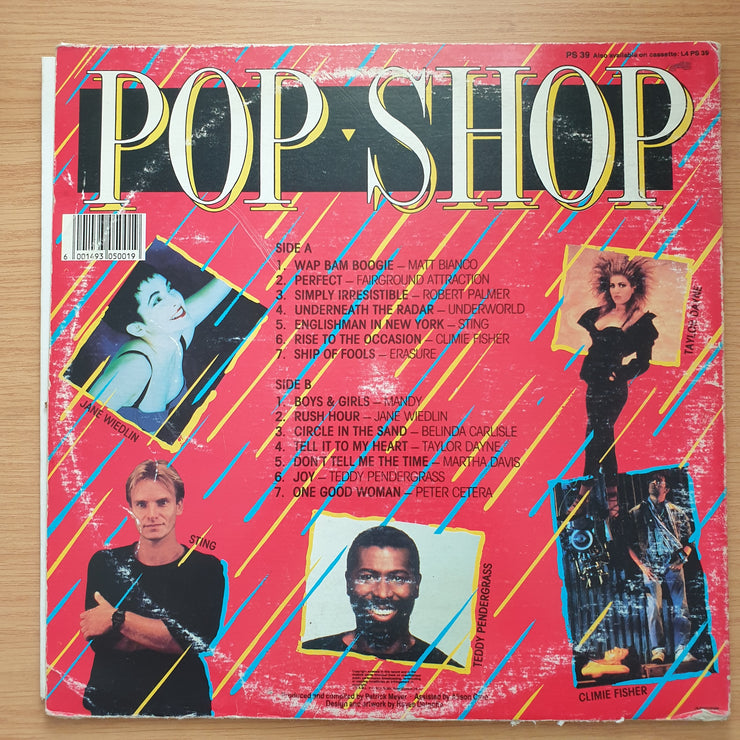 PS 39 Also available on cassette: L4 PS 39
POP SHOP
6 001493 050019
SIDE A
1. WAP BAM BOOGIE – MATT BIANCO
2. PERFECT – FAIRGROUND ATTRACTION
3. SIMPLY IRRESISTIBLE – ROBERT PALMER
4. UNDERNEATH THE RADAR – UNDERWORLD
5. ENGLISHMAN IN NEW YORK – STING
6. RISE TO THE OCCASION – CLIMIE FISHER
7. SHIP OF FOOLS – ERASURE
SIDE B
1. BOYS & GIRLS – MANDY
2. RUSH HOUR – JANE WIEDLIN
3. CIRCLE IN THE SAND – BELINDA CARLISLE
4. TELL IT TO MY HEART – TAYLOR DAYNE
5. DON'T TELL ME THE TIME – MARTHA DAVIS
6. JOY – TEDDY PENDERGRASS
7. ONE GOOD WOMAN – PETER CETERA
JANE WIEDLIN
TAYLOR DAYNE
STING
TEDDY PENDERGRASS
CLIMIE FISHER
Produced and compiled by Patrick Meyer Assisted by
Design and Artwork by